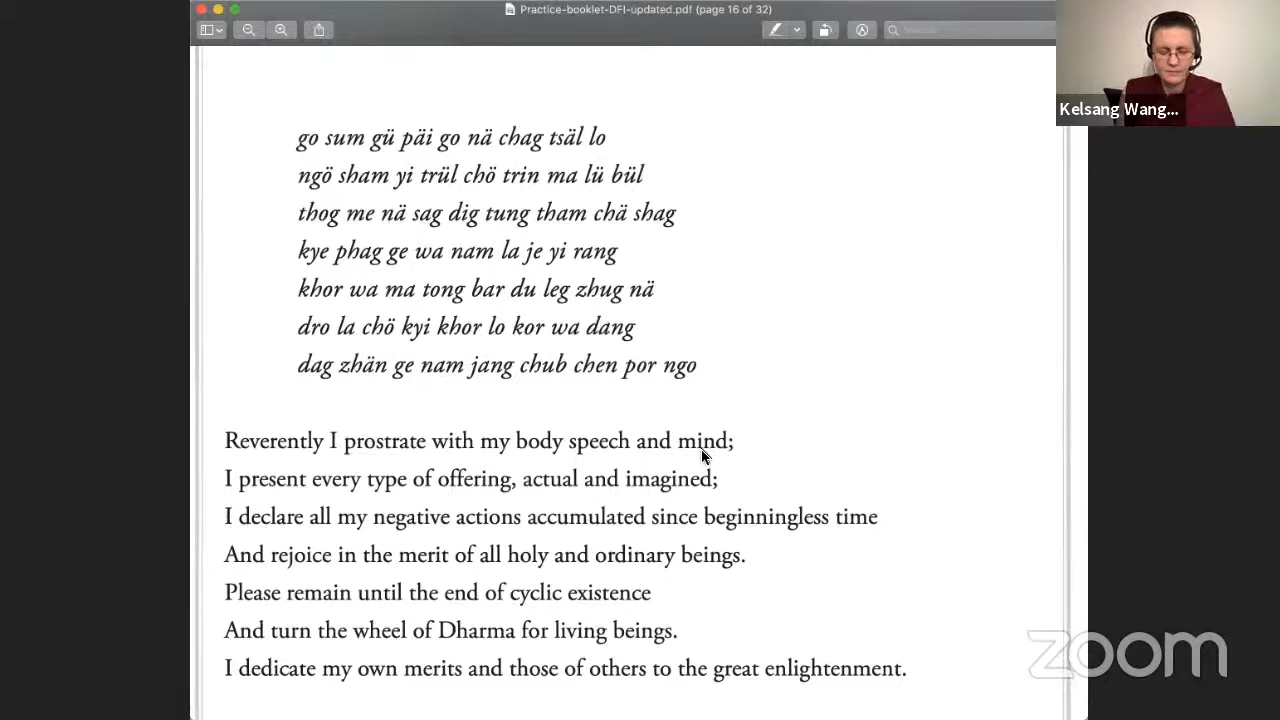 Practice-booklet-DFI-updated.pdf (page 16 of 32)
Kelsang Wang...
go sum gü päi go nä chag tsäl lo
ngö sham yi trül chö trin ma lü bül
thog me nä sag dig tung tham chä shag
kye phag ge wa nam la je yi rang
khor wa ma tong bar du leg zhug nä
dro la chö kyi khor lo kor wa dang
dag zhän ge nam jang chub chen por ngo
Reverently I prostrate with my body speech and mind;
I present every type of offering, actual and imagined;
I declare all my negative actions accumulated since beginningless time
And rejoice in the merit of all holy and ordinary beings.
Please remain until the end of cyclic existence
And turn the wheel of Dharma for living beings.
I dedicate my own merits and those of others to the great enlightenment.
zoom